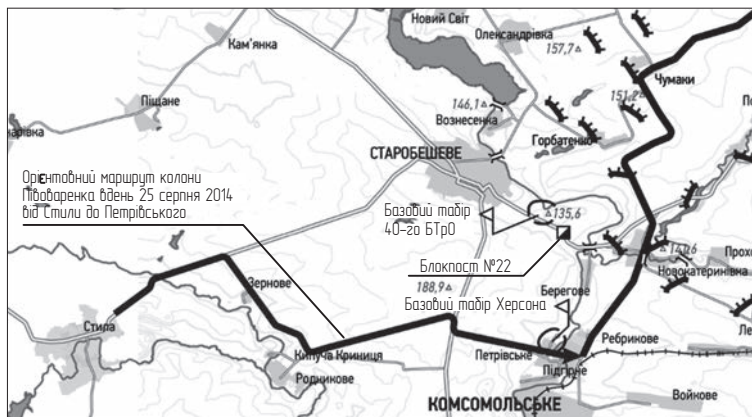 Новий Світ
Олександрівка
Кам'янка
157,7
Чумаки
Піщане
146,1
151,2
Вознесенка
Горбатенко
СТАРОБЕШЕВЕ
Орієнтовний маршрут колони
Півоваренка вдень 25 серпня 2014
від Стили до Петрівського
Базовий табір
40-го БТрО
135,6
Блокпост №22
141,6
Новокатеринівка
Зернове
188,9
Берегове
Базовий табір Херсона
Стила
Петрівське
Ребрикове
Кипуча Криниця
Родникове
Підгірне
Войкове
КОМСОМОЛЬСЬКЕ